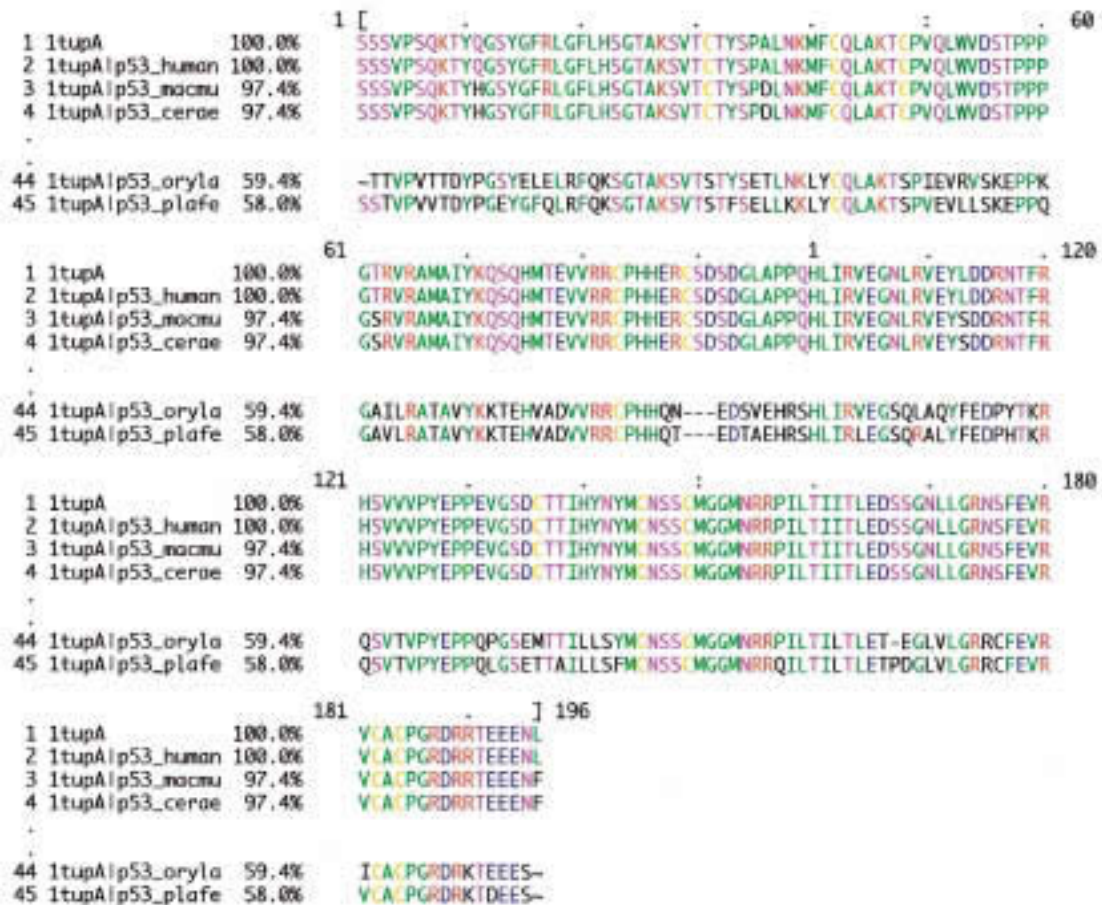 1 [ . . . : . 60
1 1tupA 100.0% SSSVPSQKTYQGSYGFRLGFLHSGTAKSVTCTYSPALNKMFCQLAKTCPVQLWVDSTPPP
2 1tupA|p53_human 100.0% SSSVPSQKTYQGSYGFRLGFLHSGTAKSVTCTYSPALNKMFCQLAKTCPVQLWVDSTPPP
3 1tupA|p53_macmu 97.4% SSSVPSQKTYHGSYGFRLGFLHSGTAKSVTCTYSPDLNKMFCQLAKTCPVQLWVDSTPPP
4 1tupA|p53_cerae 97.4% SSSVPSQKTYHGSYGFRLGFLHSGTAKSVTCTYSPDLNKMFCQLAKTCPVQLWVDSTPPP
.
.
44 1tupA|p53_oryla 59.4% -TTVPVTTDYPGSYELELRFQKSGTAKSVTSTYSETLNKLYCQLAKTSPIEVRVSKEPPK
45 1tupA|p53_plafe 58.0% SSTVPVVTDYPGEYGFQLRFQKSGTAKSVTSTFSELLKKLYCQLAKTSPVEVLLSKEPPQ
61 . . . 1 . 120
1 1tupA 100.0% GTRVRAMAIYKQSQHMTEVVRRCPHHERCSDSDGLAPPQHLIRVEGNLRVEYLDDRNTFR
2 1tupA|p53_human 100.0% GTRVRAMAIYKQSQHMTEVVRRCPHHERCSDSDGLAPPQHLIRVEGNLRVEYLDDRNTFR
3 1tupA|p53_macmu 97.4% GSRVRAMAIYKQSQHMTEVVRRCPHHERCSDSDGLAPPQHLIRVEGNLRVEYSDDRNTFR
4 1tupA|p53_cerae 97.4% GSRVRAMAIYKQSQHMTEVVRRCPHHERCSDSDGLAPPQHLIRVEGNLRVEYSDDRNTFR
.
.
44 1tupA|p53_oryla 59.4% GAILRATAVYKKTEHVADVVRRCPHHQN---EDSVEHRSHLIRVEGSQLAQYFEDPYTKR
45 1tupA|p53_plafe 58.0% GAVLRATAVYKKTEHVADVVRRCPHHQT---EDTAEHRSHLIRLEGSQRALYFEDPHTKR
121 . . : . . 180
1 1tupA 100.0% HSVVVPYEPPEVGSDCTTIHYNYMCNSSCMGGMNRRPILTIITLEDSSGNLLGRNSFEVR
2 1tupA|p53_human 100.0% HSVVVPYEPPEVGSDCTTIHYNYMCNSSCMGGMNRRPILTIITLEDSSGNLLGRNSFEVR
3 1tupA|p53_macmu 97.4% HSVVVPYEPPEVGSDCTTIHYNYMCNSSCMGGMNRRPILTIITLEDSSGNLLGRNSFEVR
4 1tupA|p53_cerae 97.4% HSVVVPYEPPEVGSDCTTIHYNYMCNSSCMGGMNRRPILTIITLEDSSGNLLGRNSFEVR
.
.
44 1tupA|p53_oryla 59.4% QSVTVPYEPPQPGSEMTTILLSYMCNSSCMGGMNRRPILTILTLET-EGLVLGRRCFEVR
45 1tupA|p53_plafe 58.0% QSVTVPYEPPQLGSETTAILLSFMCNSSCMGGMNRRQILTILTLETPDGLVLGRRCFEVR
181 . ] 196
1 1tupA 100.0% VCACPGRDRRTEEENL
2 1tupA|p53_human 100.0% VCACPGRDRRTEEENL
3 1tupA|p53_macmu 97.4% VCACPGRDRRTEEENF
4 1tupA|p53_cerae 97.4% VCACPGRDRRTEEENF
.
.
44 1tupA|p53_oryla 59.4% ICACPGRDRKTEEES~
45 1tupA|p53_plafe 58.0% VCACPGRDRKTDEES~